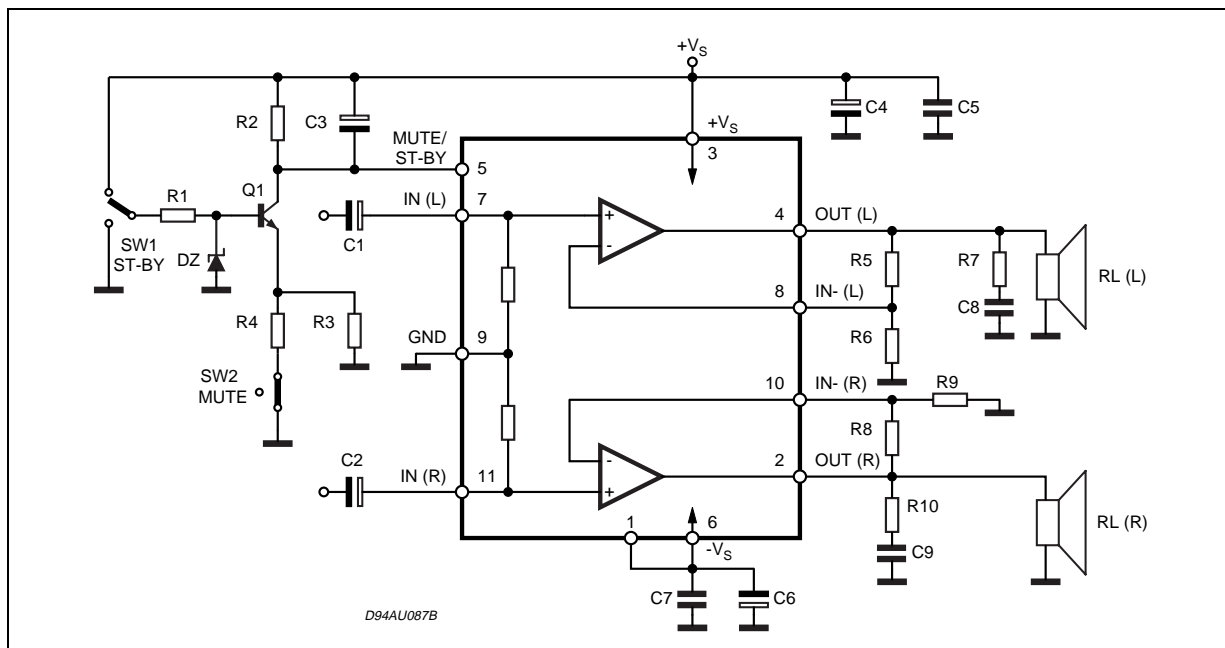 +VS
R2
C3
C4
C5
MUTE/
ST-BY
+VS
3
5
Q1
R1
IN (L)
7
C1
SW1
ST-BY
DZ
+
-
4
OUT (L)
R5
R7
RL (L)
8
IN- (L)
C8
R4
R3
R6
GND
9
SW2
MUTE
10
IN- (R)
R9
R8
C2
IN (R)
11
-
+
2
OUT (R)
R10
RL (R)
1
6
-VS
C9
C7
C6
D94AU087B